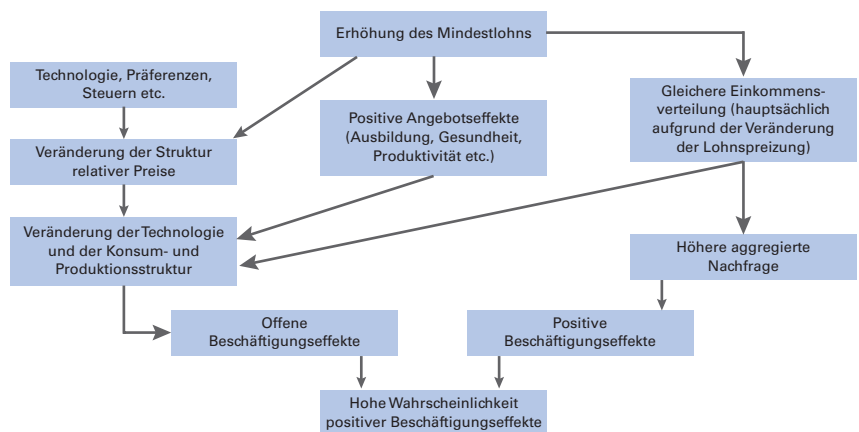 Erhöhung des Mindestlohns
Technologie, Präferenzen,
Steuern etc.
Positive Angebotseffekte
(Ausbildung, Gesundheit,
Produktivität etc.)
Gleichere Einkommens-
verteilung (hauptsächlich
aufgrund der Veränderung
der Lohnspreizung)
Veränderung der Struktur
relativer Preise
Veränderung der Technologie
und der Konsum- und
Produktionsstruktur
Höhere aggregierte
Nachfrage
Offene
Beschäftigungseffekte
Positive
Beschäftigungseffekte
Hohe Wahrscheinlichkeit
positiver Beschäftigungseffekte